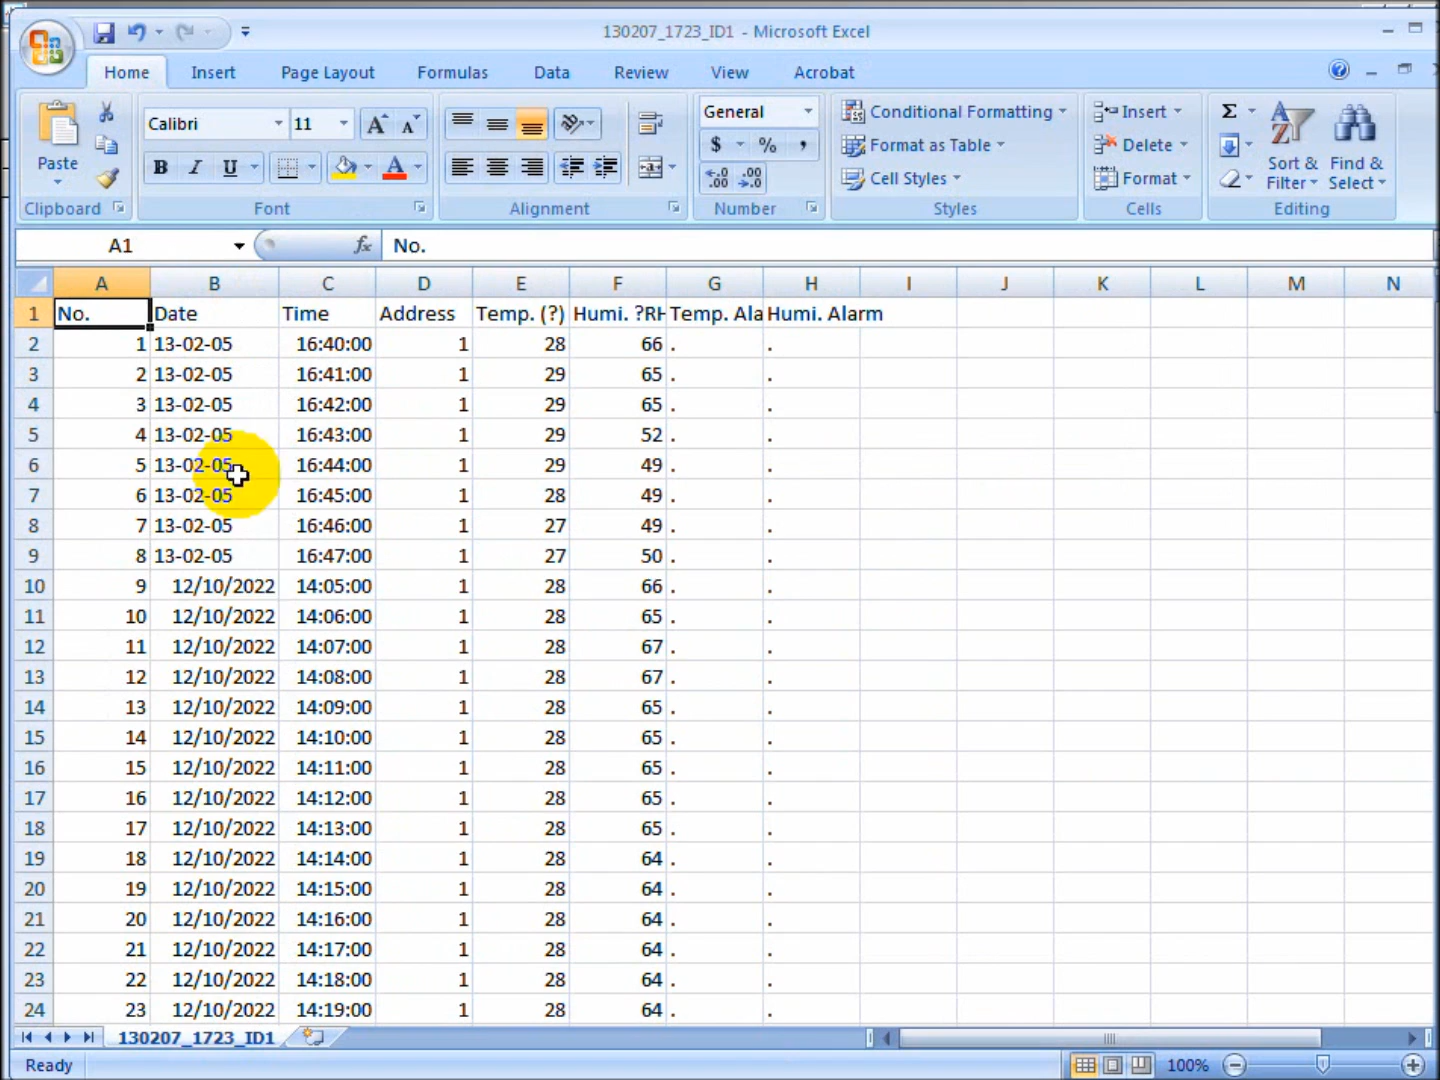 130207_1723_ID1 - Microsoft Excel
Home Insert Page Layout Formulas Data Review View Acrobat
Calibri 11 General Conditional Formatting Insert Σ
Paste B I U $ % , Format as Table Delete Sort & Filter Find & Select
Cell Styles Format
Clipboard Font Alignment Number Styles Cells Editing
A1 fx No.
A B C D E F G H I J K L M N
1 No. Date Time Address Temp. (?) Humi. ?RH Temp. Ala Humi. Alarm
2 1 13-02-05 16:40:00 1 28 66 . .
3 2 13-02-05 16:41:00 1 29 65 . .
4 3 13-02-05 16:42:00 1 29 65 . .
5 4 13-02-05 16:43:00 1 29 52 . .
6 5 13-02-05 16:44:00 1 29 49 . .
7 6 13-02-05 16:45:00 1 28 49 . .
8 7 13-02-05 16:46:00 1 27 49 . .
9 8 13-02-05 16:47:00 1 27 50 . .
10 9 12/10/2022 14:05:00 1 28 66 . .
11 10 12/10/2022 14:06:00 1 28 65 . .
12 11 12/10/2022 14:07:00 1 28 67 . .
13 12 12/10/2022 14:08:00 1 28 67 . .
14 13 12/10/2022 14:09:00 1 28 65 . .
15 14 12/10/2022 14:10:00 1 28 65 . .
16 15 12/10/2022 14:11:00 1 28 65 . .
17 16 12/10/2022 14:12:00 1 28 65 . .
18 17 12/10/2022 14:13:00 1 28 65 . .
19 18 12/10/2022 14:14:00 1 28 64 . .
20 19 12/10/2022 14:15:00 1 28 64 . .
21 20 12/10/2022 14:16:00 1 28 64 . .
22 21 12/10/2022 14:17:00 1 28 64 . .
23 22 12/10/2022 14:18:00 1 28 64 . .
24 23 12/10/2022 14:19:00 1 28 64 . .
130207_1723_ID1
Ready 100%